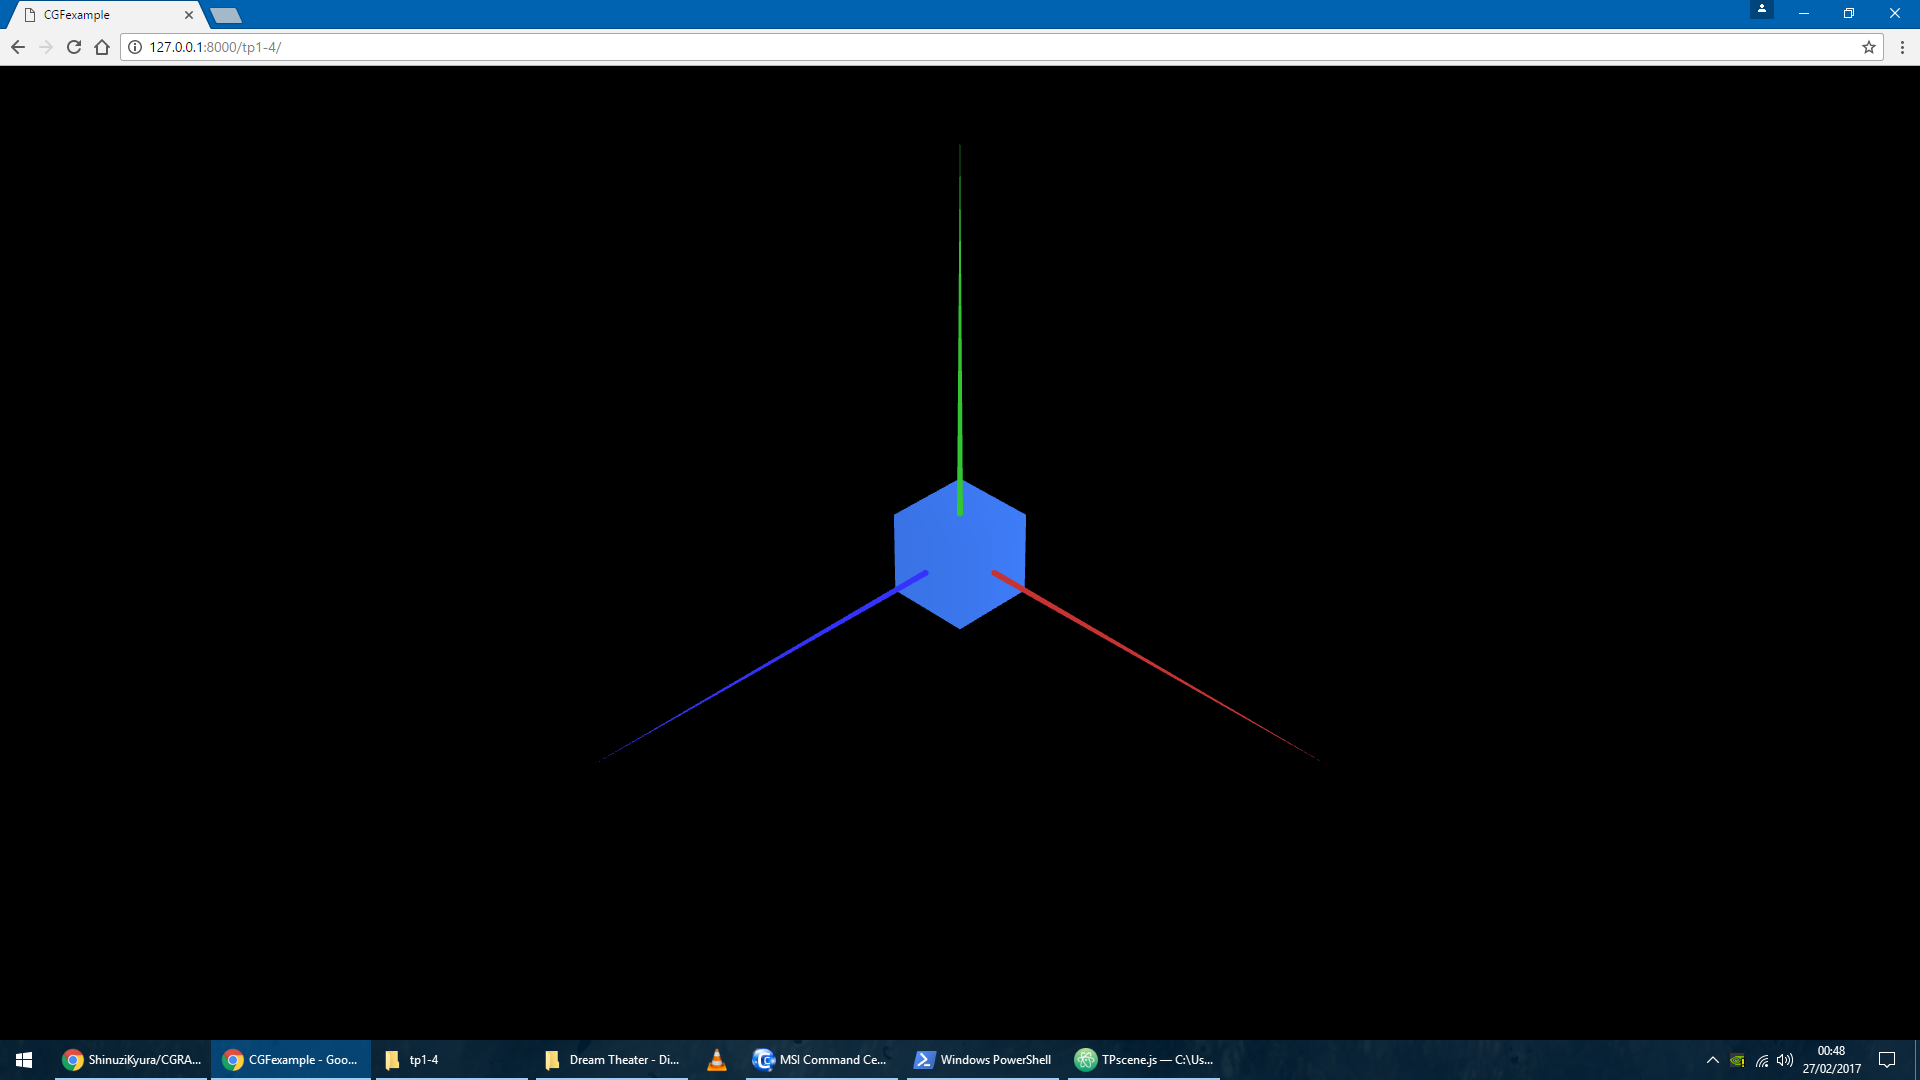 CGFexample
127.0.0.1:8000/tp1-4/
ShinuziKyura/CGRA...
CGFexample - Goo...
tp1-4
Dream Theater - Di...
MSI Command Ce...
Windows PowerShell
TPscene.js — C:\Us...
00:48
27/02/2017